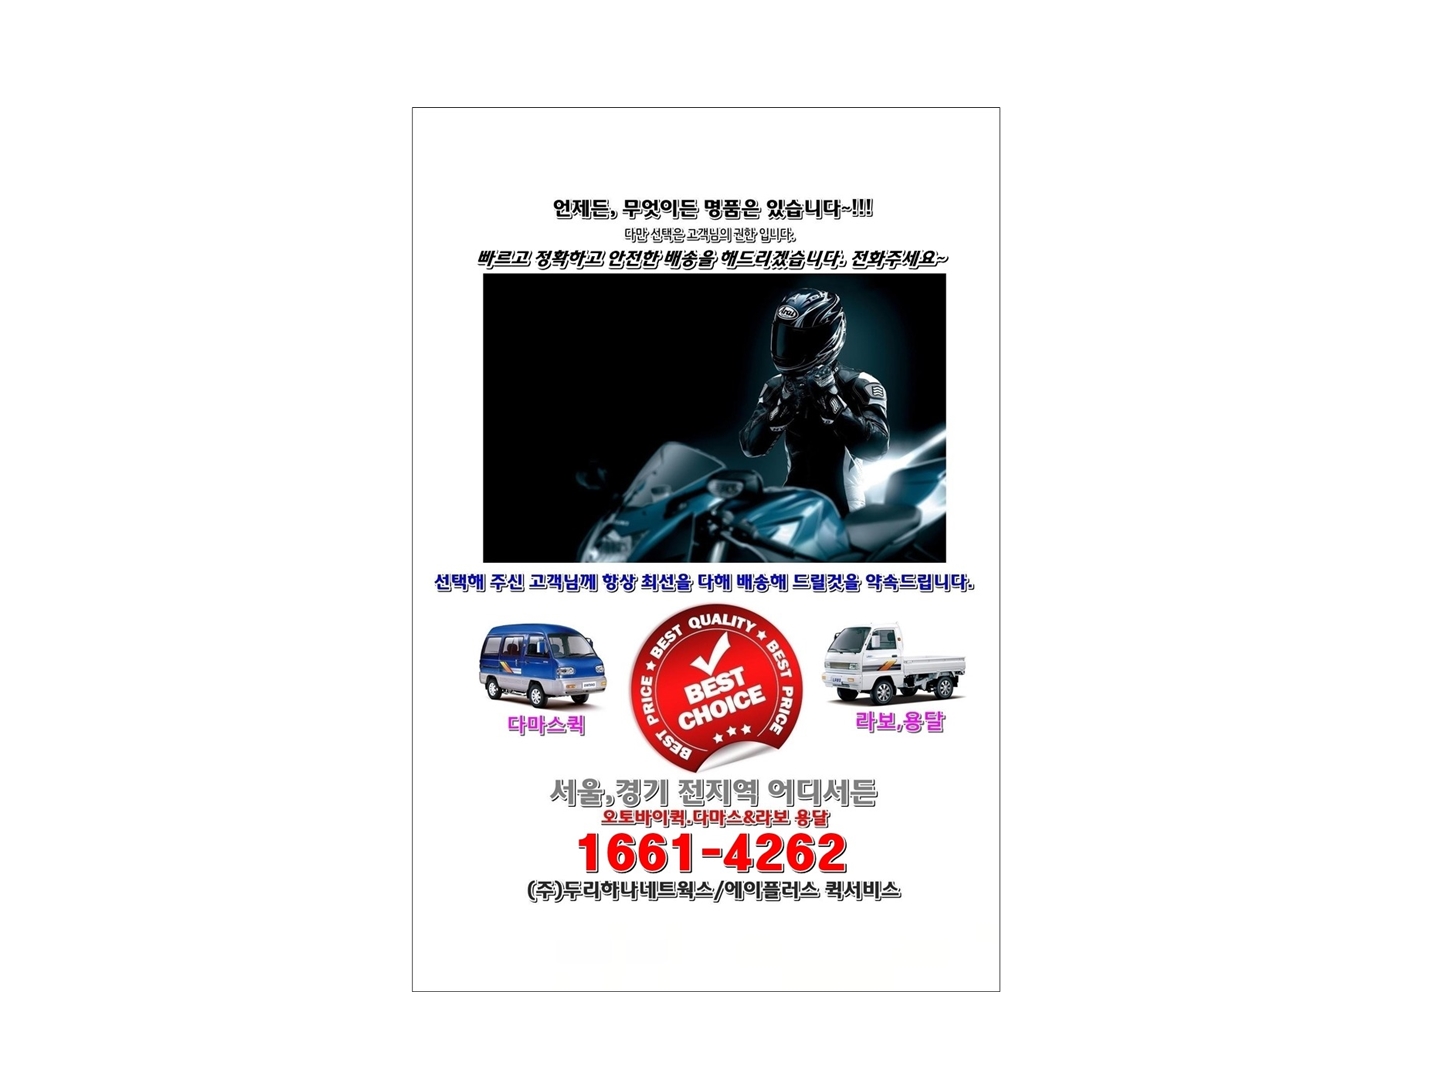 언제든, 무엇이든 명품은 있습니다~!!!
다만 선택은 고객님의 권한 입니다.
빠르고 정확하고 안전한 배송을 해드리겠습니다. 전화주세요~
Arai
선택해 주신 고객님께 항상 최선을 다해 배송해 드릴것을 약속드립니다.
BEST PRICE ★ BEST QUALITY ★ BEST PRICE
BEST
CHOICE
다마스퀵
라보,용달
서울,경기 전지역 어디서든
오토바이퀵.다마스&라보 용달
1661-4262
(주)두리하나네트웍스/에이플러스 퀵서비스